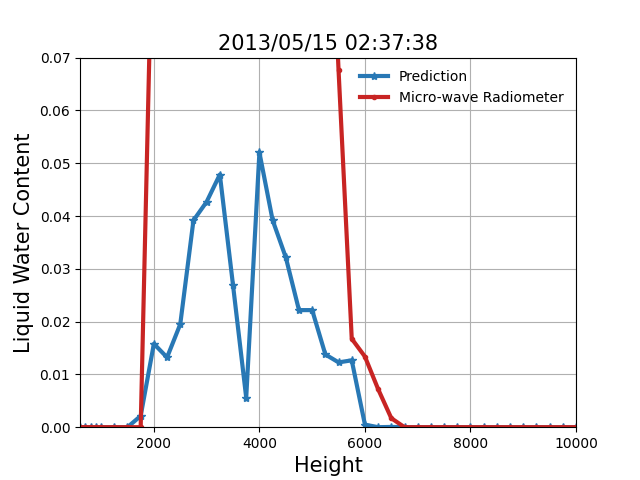 2013/05/15 02:37:38
Liquid Water Content
0.07
0.06
0.05
0.04
0.03
0.02
0.01
0.00
Prediction
Micro-wave Radiometer
2000 4000 6000 8000 10000
Height